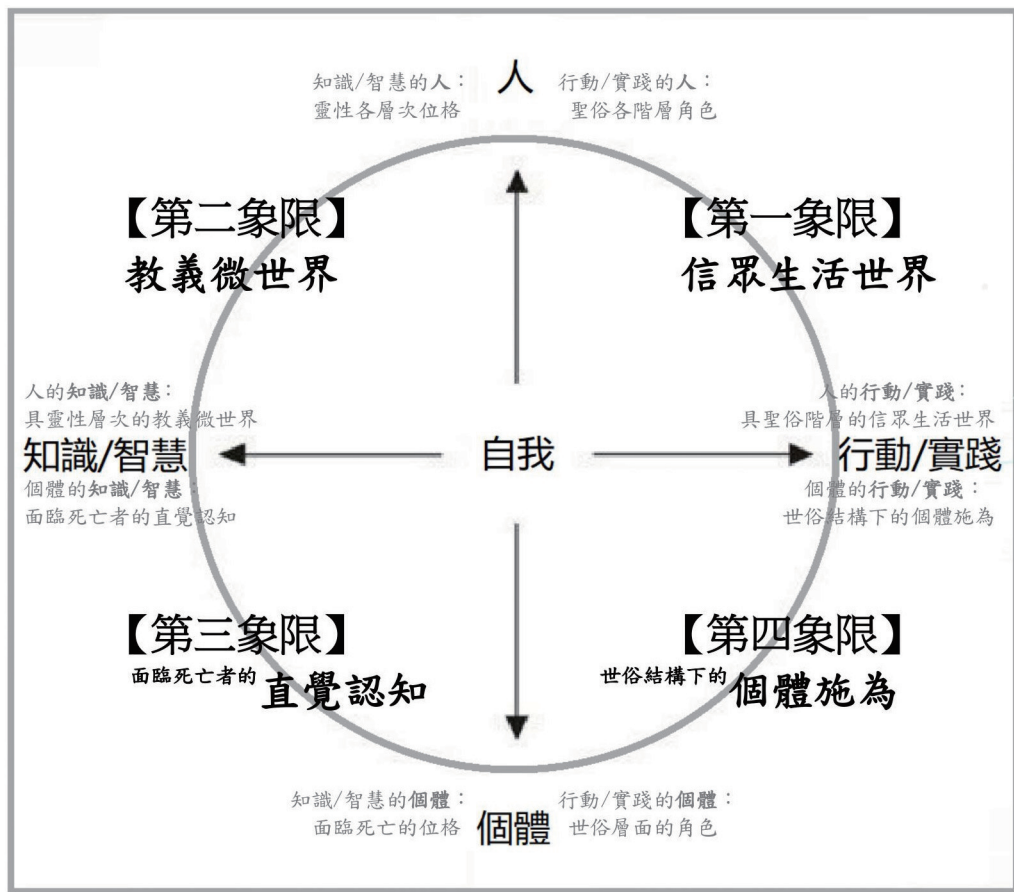 人
知識/智慧的人：
靈性各層次位格
行動/實踐的人：
聖俗各階層角色
【第二象限】
教義微世界
【第一象限】
信眾生活世界
人的知識/智慧：
具靈性層次的教義微世界
知識/智慧
個體的知識/智慧：
面臨死亡者的直覺認知
自我
人的行動/實踐：
具聖俗階層的信眾生活世界
行動/實踐
個體的行動/實踐：
世俗結構下的個體施為
【第三象限】
面臨死亡者的直覺認知
【第四象限】
世俗結構下的個體施為
知識/智慧的個體：
面臨死亡的位格
個體
行動/實踐的個體：
世俗層面的角色